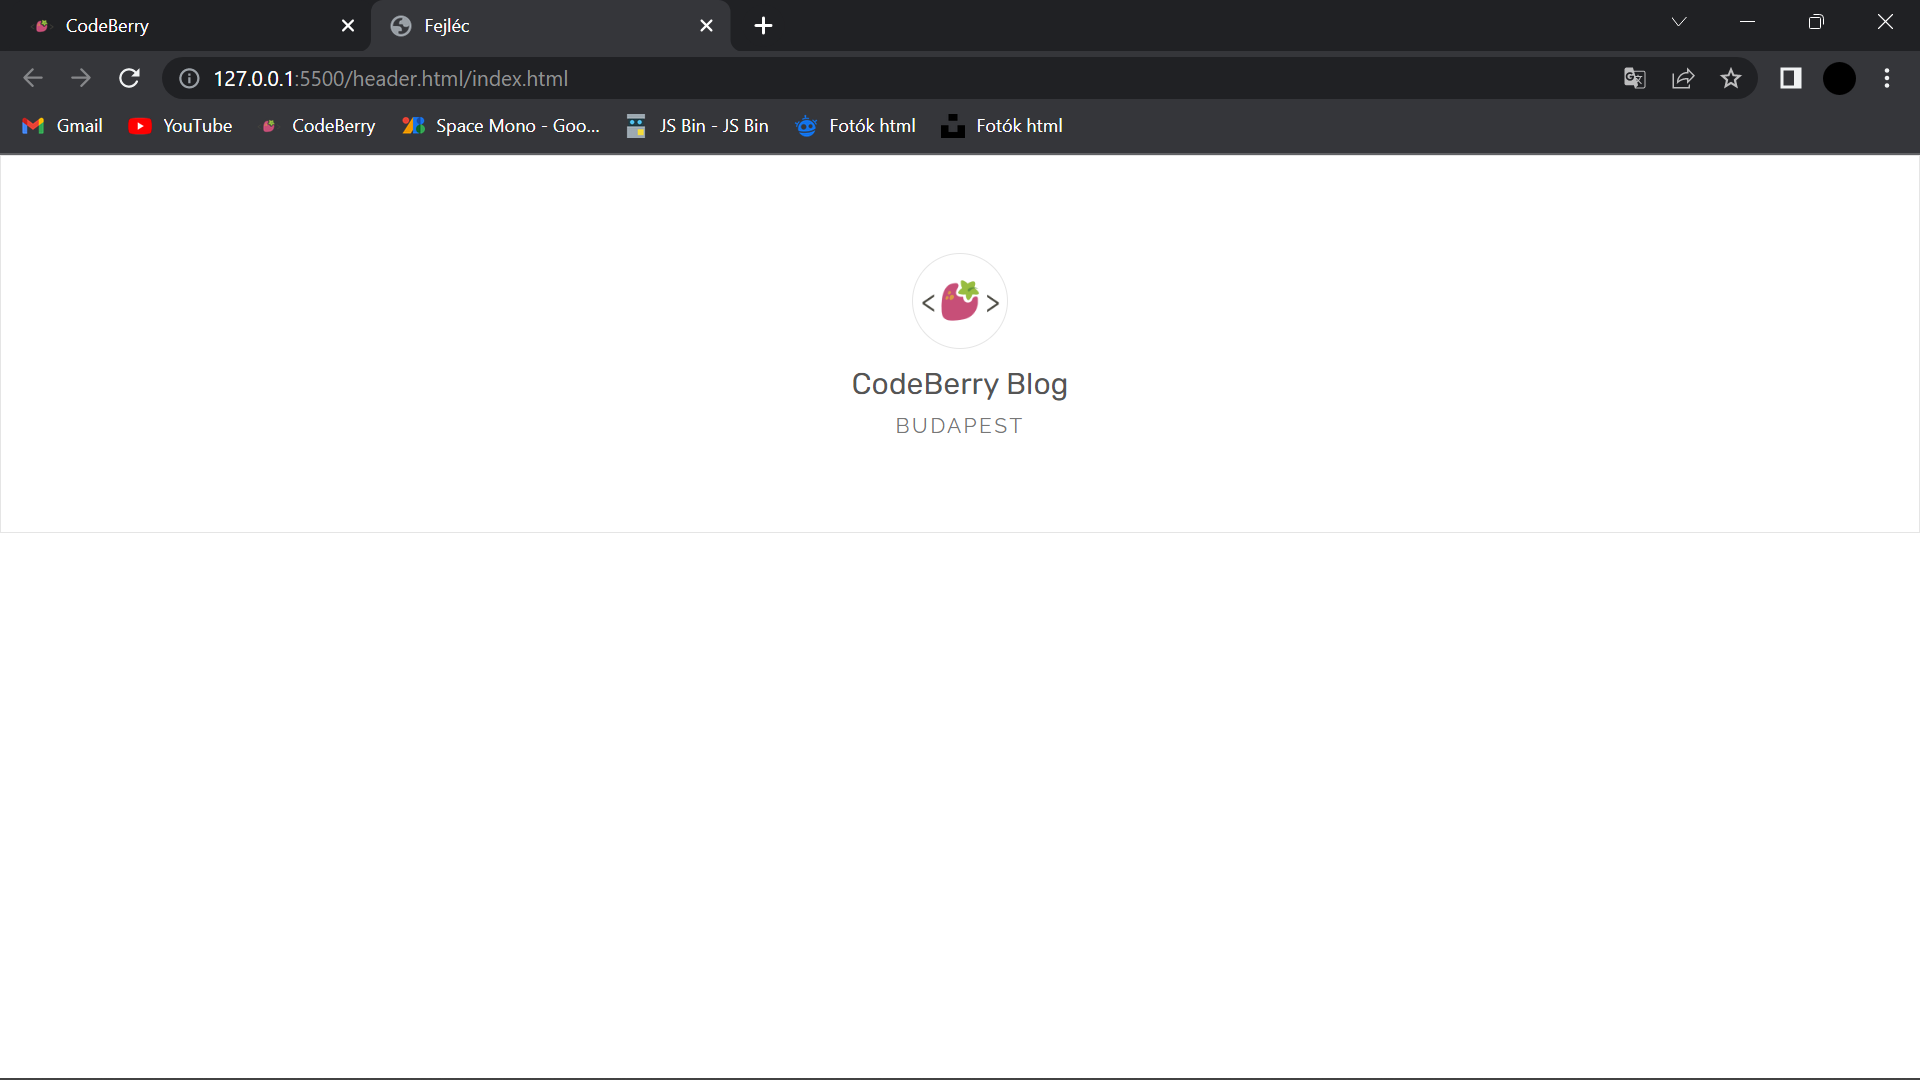 CodeBerry
Fejléc
127.0.0.1:5500/header.html/index.html
Gmail
YouTube
CodeBerry
Space Mono - Goo...
JS Bin - JS Bin
Fotók html
Fotók html
< >
CodeBerry Blog
BUDAPEST